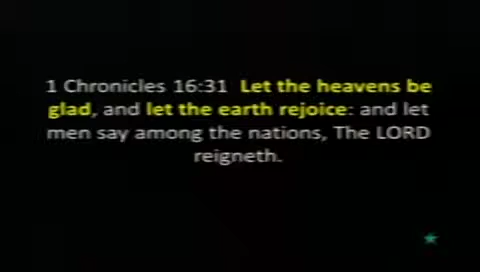 1 Chronicles 16:31 Let the heavens be
glad, and let the earth rejoice: and let
men say among the nations, The LORD
reigneth.